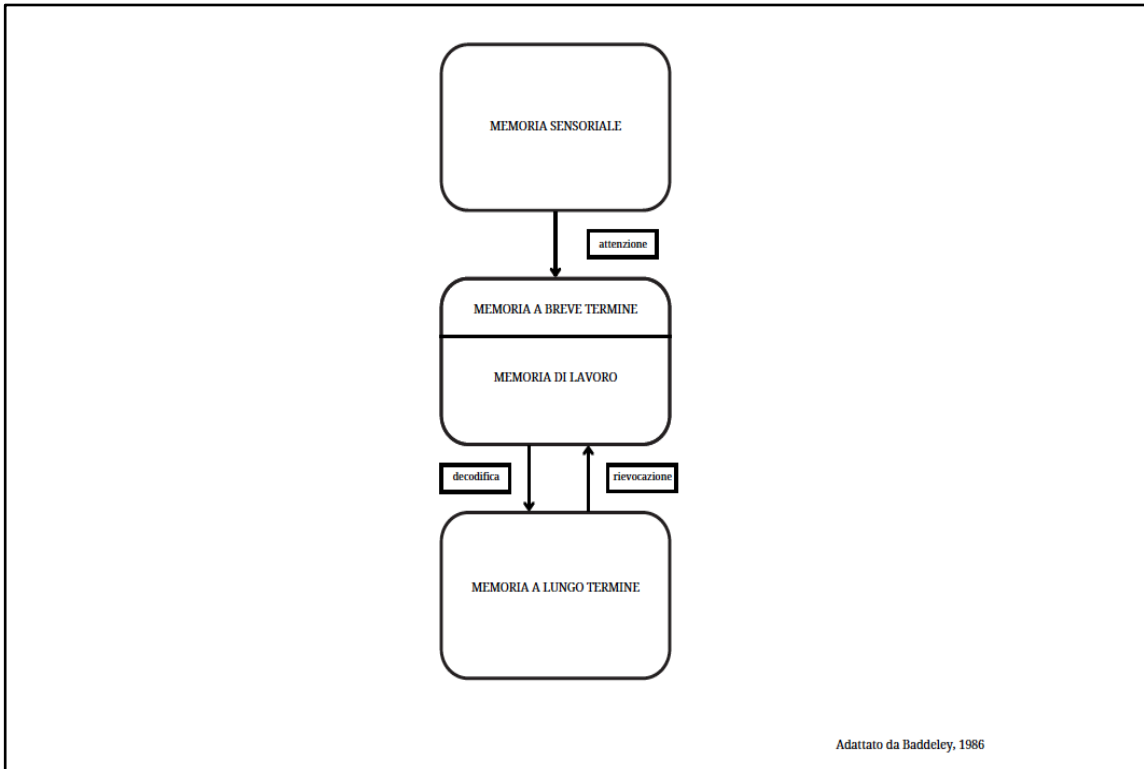 MEMORIA SENSORIALE
attenzione
MEMORIA A BREVE TERMINE
MEMORIA DI LAVORO
decodifica
rievocazione
MEMORIA A LUNGO TERMINE
Adattato da Baddeley, 1986